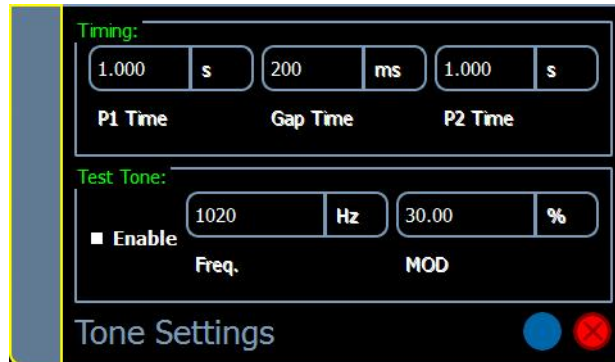 Timing:
1.000 s 200 ms 1.000 s
P1 Time Gap Time P2 Time
Test Tone:
1020 Hz 30.00 %
Enable
Freq. MOD
Tone Settings